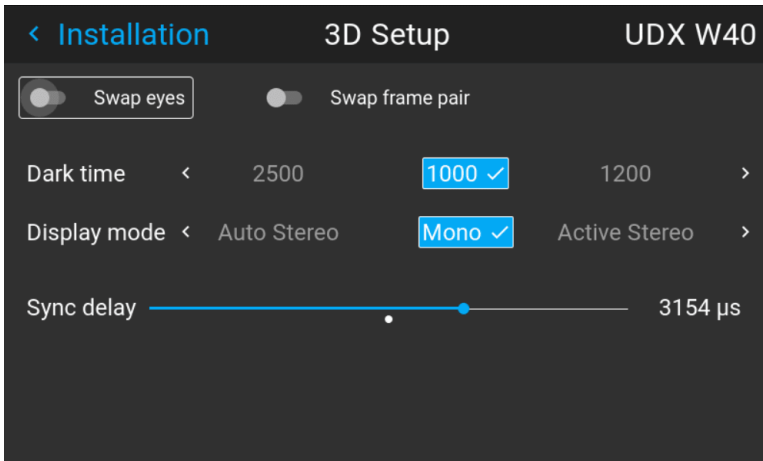 Installation 3D Setup UDX W40
Swap eyes Swap frame pair
Dark time 2500 1000 1200
Display mode Auto Stereo Mono Active Stereo
Sync delay 3154 µs